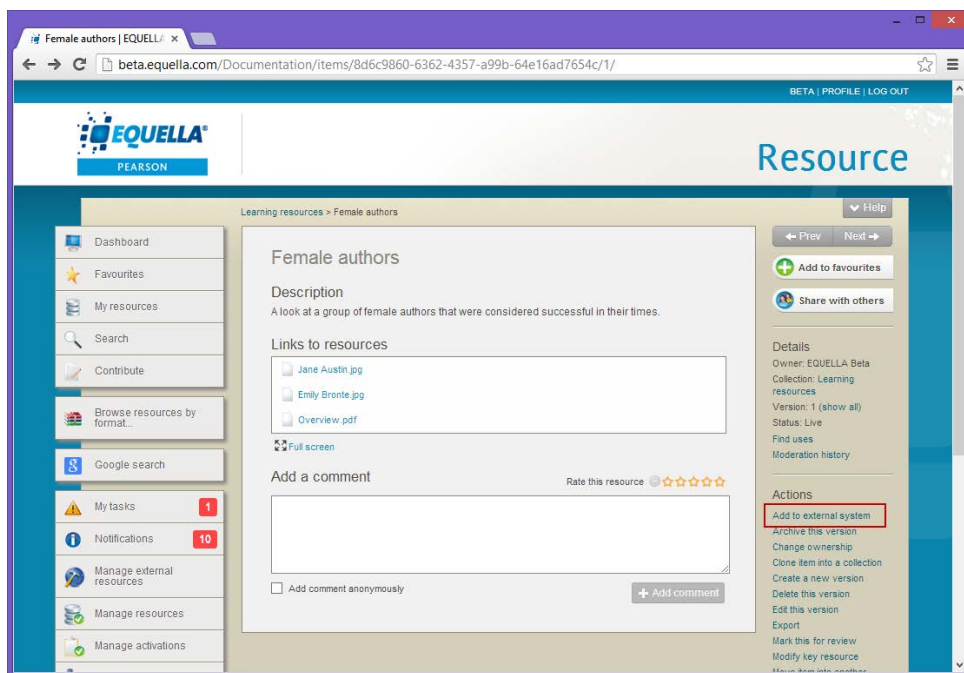 Female authors | EQUELLA
beta.equella.com/Documentation/items/8d6c9860-6362-4357-a99b-64e16ad7654c/1/
BETA | PROFILE | LOG OUT
EQUELLA®
PEARSON
Resource
Learning resources > Female authors
Help
Prev Next
Dashboard
Favourites
My resources
Search
Contribute
Browse resources by
format...
Google search
My tasks 1
Notifications 10
Manage external
resources
Manage resources
Manage activations
Female authors
Description
A look at a group of female authors that were considered successful in their times.
Links to resources
Jane Austin.jpg
Emily Bronte.jpg
Overview.pdf
Full screen
Add a comment
Rate this resource
Add comment anonymously
Add comment
Add to favourites
Share with others
Details
Owner: EQUELLA Beta
Collection: Learning
resources
Version: 1 (show all)
Status: Live
Find uses
Moderation history
Actions
Add to external system
Archive this version
Change ownership
Clone item into a collection
Create a new version
Delete this version
Edit this version
Export
Mark this for review
Modify key resource
Move item into another